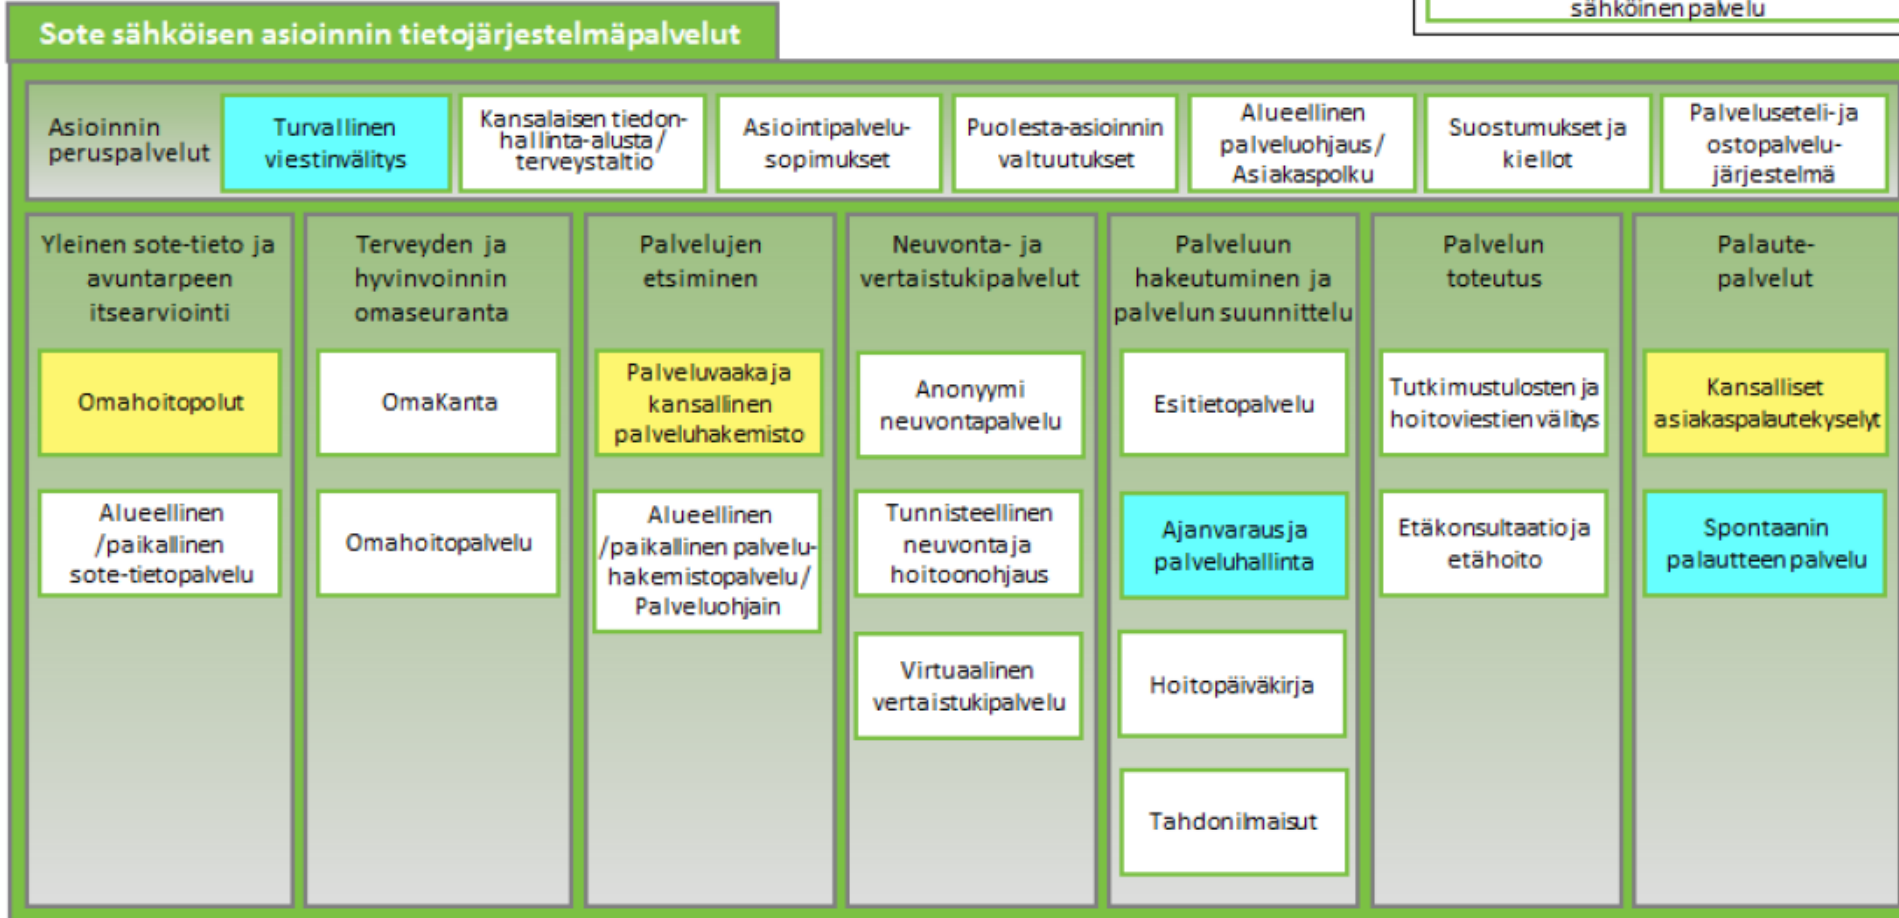 sähköinen palvelu
Sote sähköisen asioinnin tietojärjestelmäpalvelut
Asioinnin
peruspalvelut
Turvallinen
viestinvälitys
Kansalaisen tiedon-
hallinta-alusta/
terveystaltio
Asiointipalvelu-
sopimukset
Puolesta-asioinnin
valtuutukset
Alueellinen
palveluohjaus/
Asiakaspolku
Suostumukset ja
kiellot
Palveluseteli- ja
ostopalvelu-
järjestelmä
Yleinen sote-tieto ja
avuntarpeen
itsearviointi
Omahoitopolut
Alueellinen
/paikallinen
sote-tietopalvelu
Terveyden ja
hyvinvoinnin
omaseuranta
OmaKanta
Omahoitopalvelu
Palvelujen
etsiminen
Palveluvaaka ja
kansallinen
palveluhakemisto
Alueellinen
/paikallinen palvelu-
hakemistopalvelu/
Palveluohjain
Neuvonta- ja
vertaistukipalvelut
Anonyymi
neuvontapalvelu
Tunnisteellinen
neuvonta ja
hoitoonohjaus
Virtuaalinen
vertaistukipalvelu
Palveluun
hakeutuminen ja
palvelun suunnittelu
Esitietopalvelu
Ajanvaraus ja
palveluhallinta
Hoitopäiväkirja
Tahdonilmaisut
Palvelun
toteutus
Tutkimustulosten ja
hoitoviestien välitys
Etäkonsultaatio ja
etähoito
Palaute-
palvelut
Kansalliset
asiakaspalautekyselyt
Spontaanin
palautteen palvelu